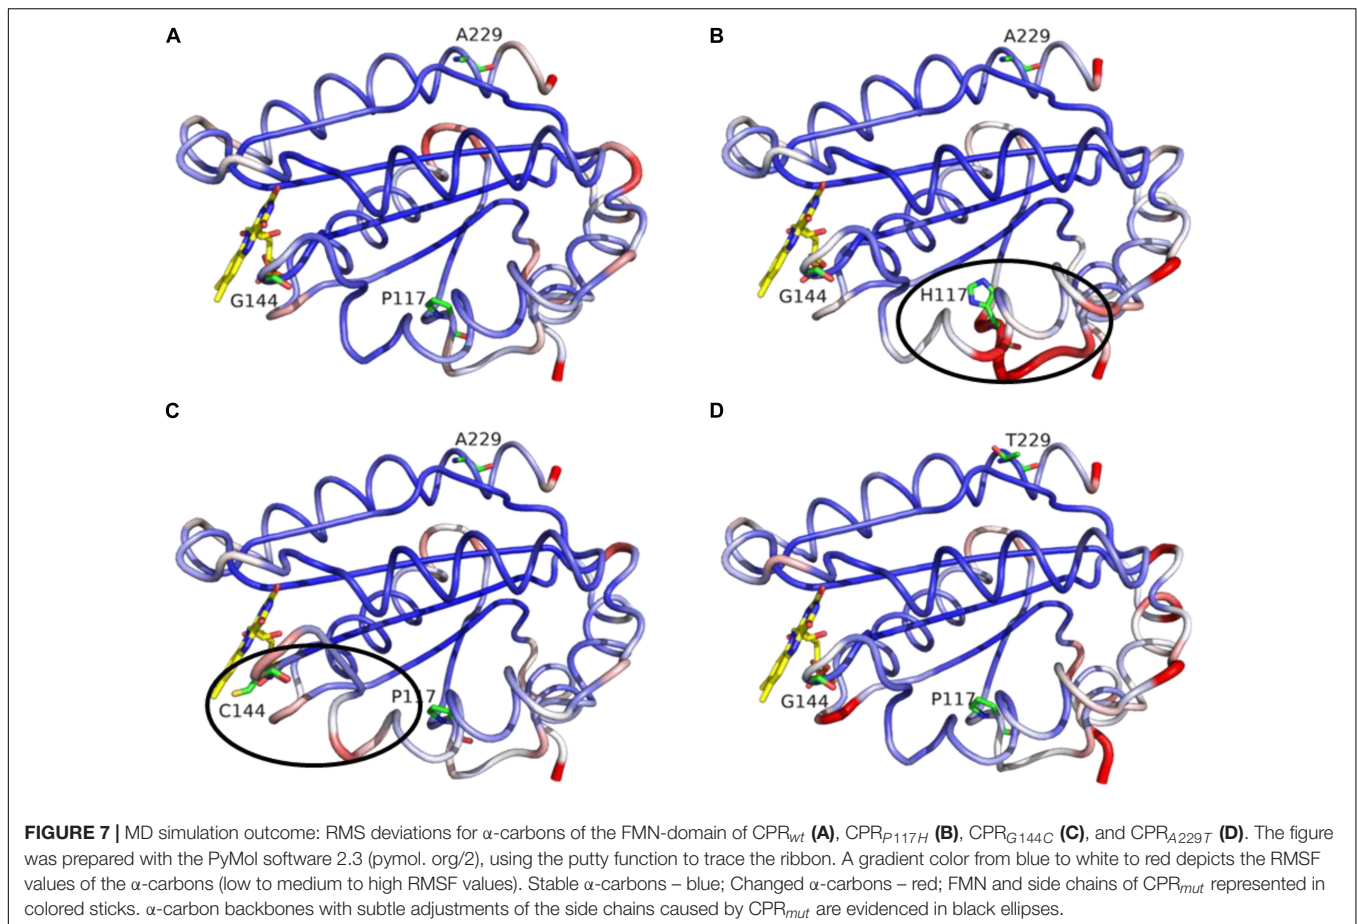 A
A229
G144
P117
B
A229
G144
H117
C
A229
C144
P117
D
T229
G144
P117
FIGURE 7 | MD simulation outcome: RMS deviations for α-carbons of the FMN-domain of CPRwt (A), CPRP117H (B), CPRG144C (C), and CPRA229T (D). The figure
was prepared with the PyMol software 2.3 (pymol. org/2), using the putty function to trace the ribbon. A gradient color from blue to white to red depicts the RMSF
values of the α-carbons (low to medium to high RMSF values). Stable α-carbons – blue; Changed α-carbons – red; FMN and side chains of CPRmut represented in
colored sticks. α-carbon backbones with subtle adjustments of the side chains caused by CPRmut are evidenced in black ellipses.